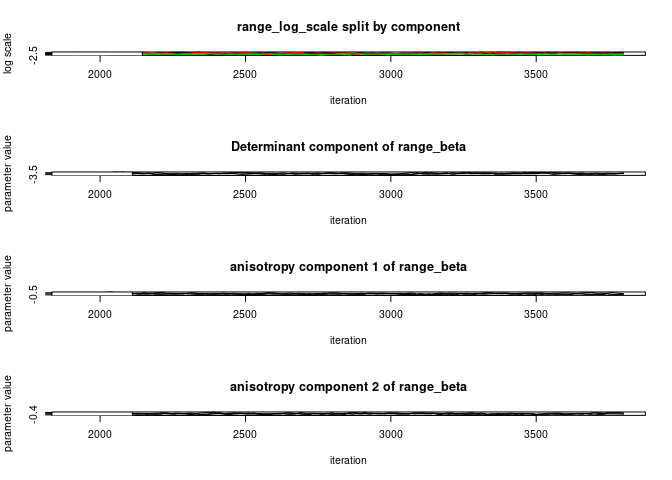 range_log_scale split by component
log scale
-2.5
2000 2500 3000 3500
iteration
Determinant component of range_beta
parameter value
-3.5
2000 2500 3000 3500
iteration
anisotropy component 1 of range_beta
parameter value
-0.5
2000 2500 3000 3500
iteration
anisotropy component 2 of range_beta
parameter value
-0.4
2000 2500 3000 3500
iteration